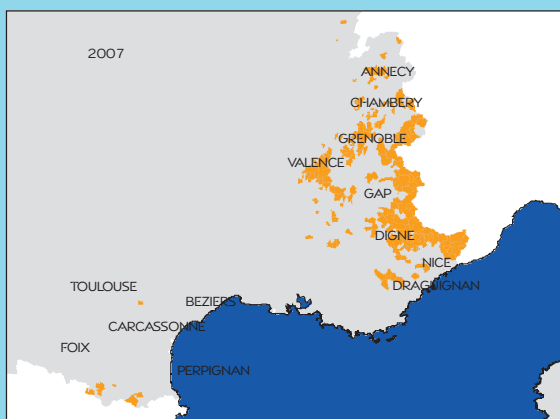 2007
ANNECY
CHAMBERY
GRENOBLE
VALENCE
GAP
DIGNE
NICE
DRAGUIGNAN
TOULOUSE
BEZIERS
CARCASSONNE
FOIX
PERPIGNAN